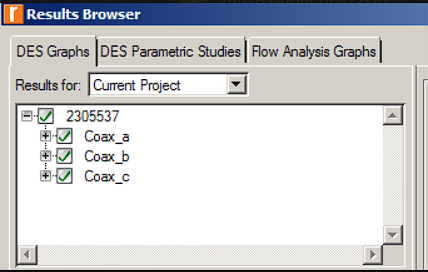 Results Browser
DES Graphs DES Parametric Studies Flow Analysis Graphs
Results for: Current Project
2305537
Coax_a
Coax_b
Coax_c